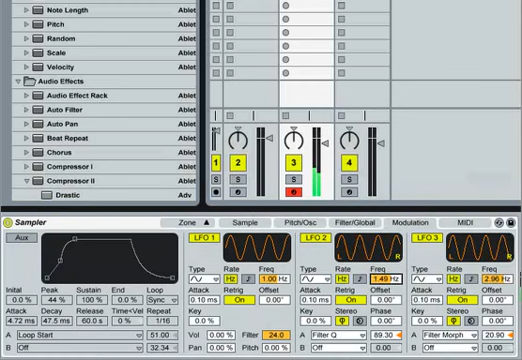 Note Length Ablet
Pitch Ablet
Random Ablet
Scale Ablet
Velocity Ablet
Audio Effects
Audio Effect Rack Ablet
Auto Filter Ablet
Auto Pan Ablet
Beat Repeat Ablet
Chorus Ablet
Compressor I Ablet
Compressor II Ablet
Drastic Adv
1 2 3 4
S S S
Sampler Zone Sample Pitch/Osc Filter/Global Modulation MIDI
Aux LFO 1 LFO 2 LFO 3
L R L R
Type Rate Freq Type Rate Freq Type Rate Freq
Hz 1.00 Hz Hz 1.49 Hz Hz 2.96 Hz
Inital Peak Sustain End Loop Attack Retrig Offset Attack Retrig Offset Attack Retrig Offset
0.0 % 44 % 100 % 0.0 % Sync 0.10 ms On 0.00° 0.10 ms On 0.00° 0.10 ms On 0.00°
Attack Decay Release Time<Vel Repeat Key Key Stereo Phase Key Stereo Phase
4.72 ms 47.5 ms 60.0 s 0.0 % 1/16 0.0 % 0.0 % 0.00° 0.0 % 0.00°
A Loop Start 51.00 Vol 0.00 % Filter 24.0 A Filter Q 89.30 A Filter Morph 20.90
B Off 32.34 Pan 0.00 % Pitch 0.00 % B Off 0.00 B Off 0.00